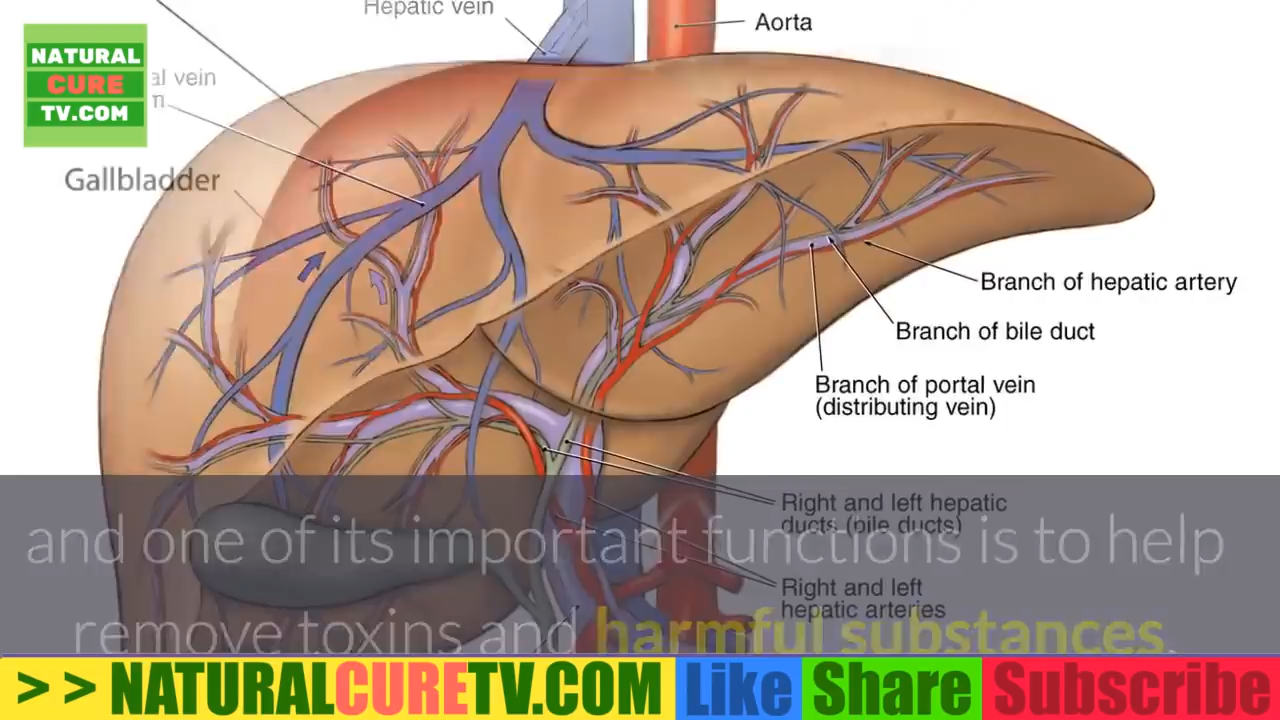 Hepatic vein
Aorta
NATURAL
CURE
TV.COM
al vein
Gallbladder
Branch of hepatic artery
Branch of bile duct
Branch of portal vein
(distributing vein)
Right and left hepatic
ducts (bile ducts)
and one of its important functions is to help
Right and left
hepatic arteries
remove toxins and harmful substances
> > NATURALCURETV.COM Like Share Subscribe